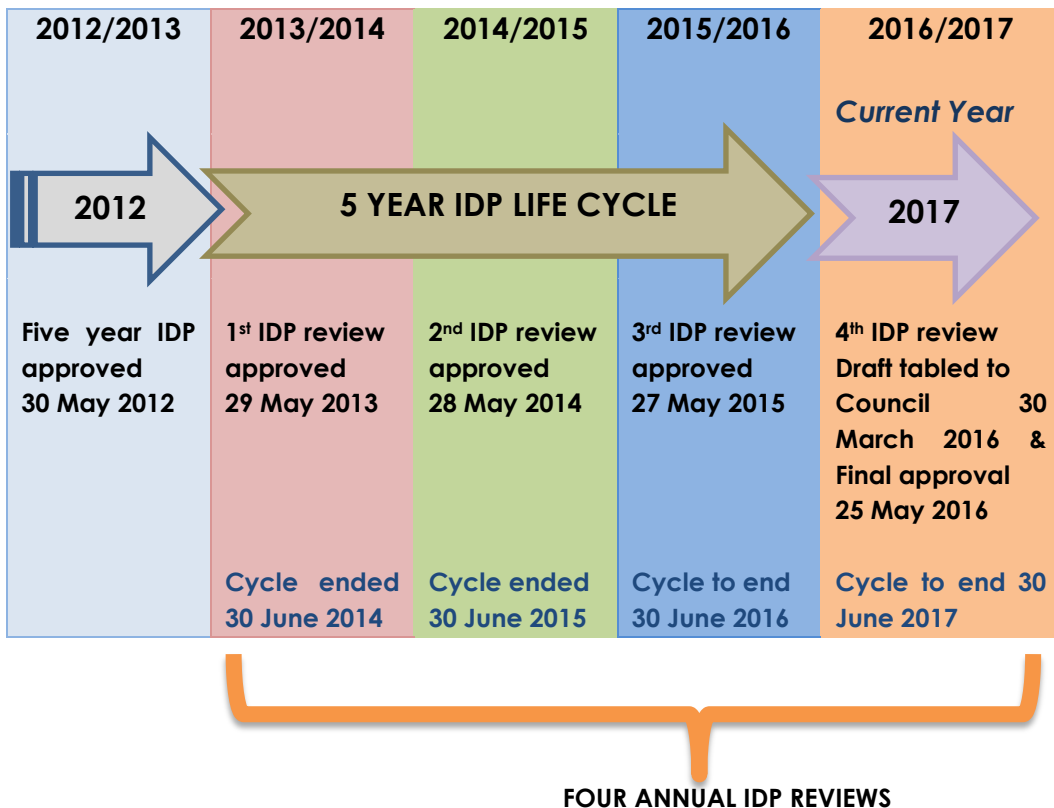 2012/2013
2013/2014
2014/2015
2015/2016
2016/2017
Current Year
2012
5 YEAR IDP LIFE CYCLE
2017
Five year IDP
approved
30 May 2012
1st IDP review
approved
29 May 2013
2nd IDP review
approved
28 May 2014
3rd IDP review
approved
27 May 2015
4th IDP review
Draft tabled to
Council 30
March 2016 &
Final approval
25 May 2016
Cycle ended
30 June 2014
Cycle ended
30 June 2015
Cycle to end
30 June 2016
Cycle to end 30
June 2017
FOUR ANNUAL IDP REVIEWS